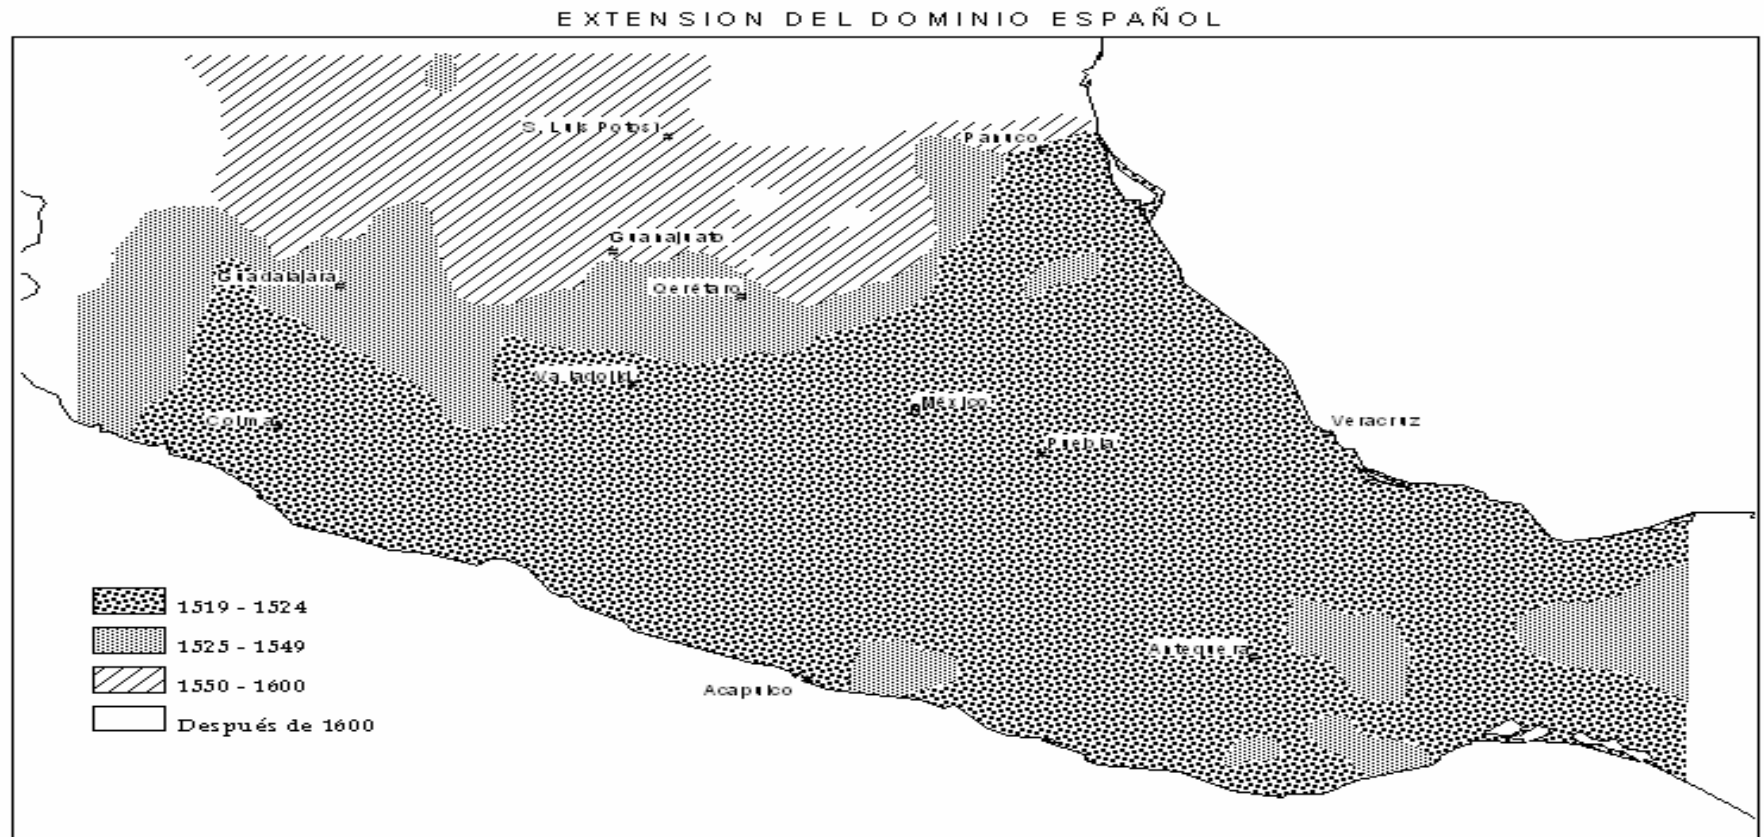 EXTENSION DEL DOMINIO ESPAÑOL
S. Luis Potosí
Panuco
Guanajuato
Guadalajara
Querétaro
Valladolid
Colima
México
Puebla
Veracruz
Antequera
Acapulco
1519 - 1524
1525 - 1549
1550 - 1600
Después de 1600